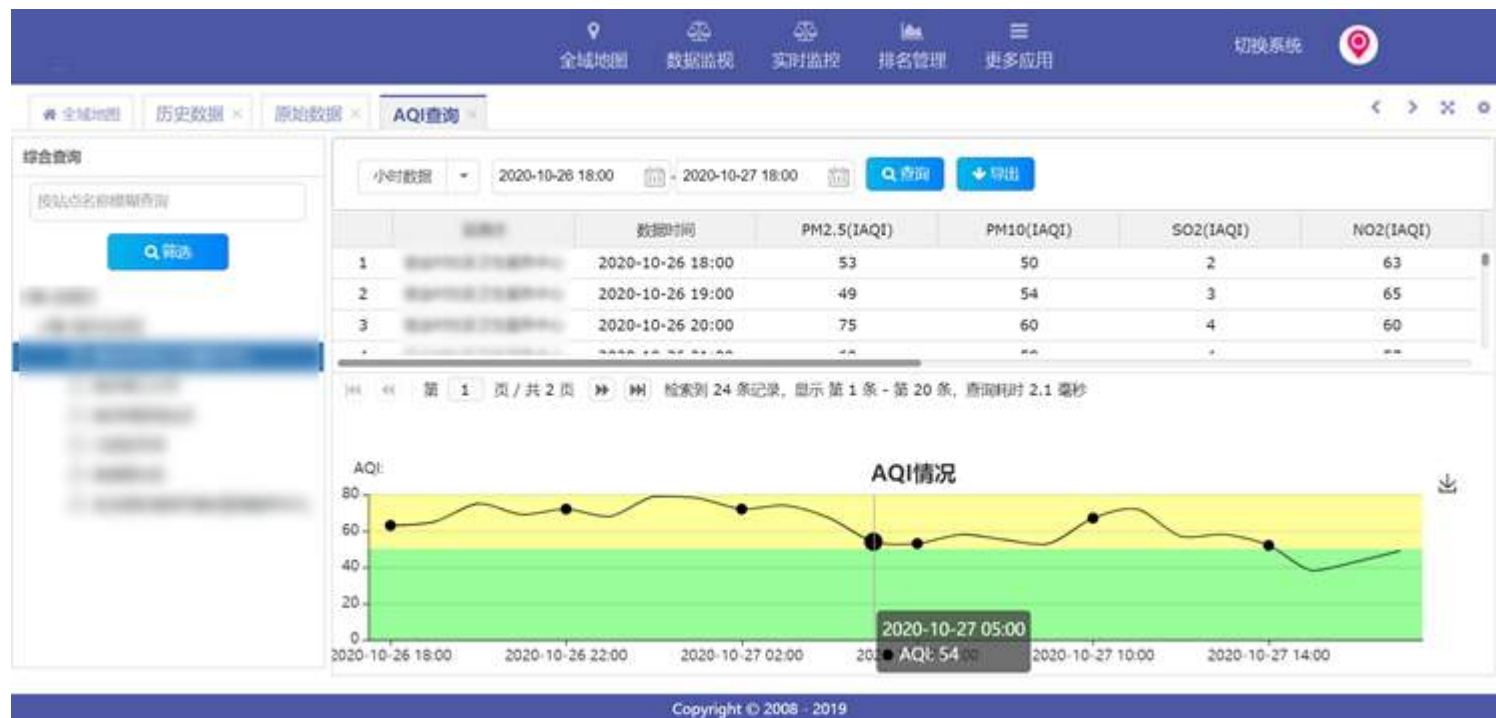 全域地图 数据监视 实时监控 排名管理 更多应用 切换系统
全域地图 历史数据 × 原始数据 × AQI查询 ×
综合查询
按站点名称模糊查询
筛选
小时数据 2020-10-26 18:00 - 2020-10-27 18:00 查询 导出
数据时间 PM2.5(IAQI) PM10(IAQI) SO2(IAQI) NO2(IAQI)
1 2020-10-26 18:00 53 50 2 63
2 2020-10-26 19:00 49 54 3 65
3 2020-10-26 20:00 75 60 4 60
第 1 页 / 共 2 页 检索到 24 条记录，显示 第 1 条 - 第 20 条，查询耗时 2.1 毫秒
AQI情况
AQI:
80
60
40
20
0
2020-10-27 05:00
AQI: 54
2020-10-26 18:00 2020-10-26 22:00 2020-10-27 02:00 2020-10-27 10:00 2020-10-27 14:00
Copyright © 2008 - 2019